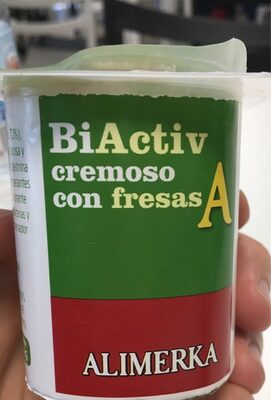 BiActiv
cremoso
con fresas
A
ALIMERKA